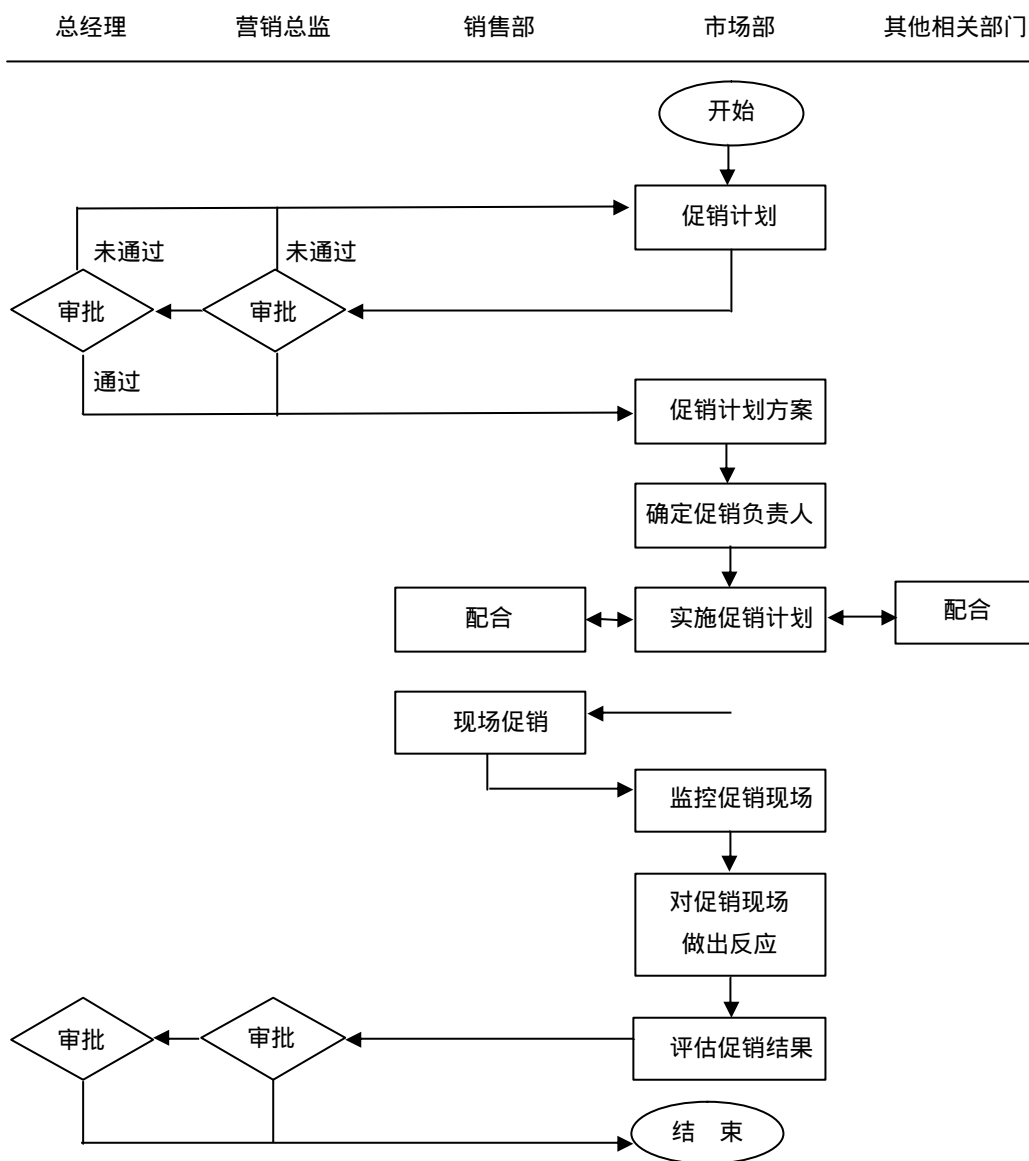 总经理 营销总监 销售部 市场部 其他相关部门
开始
促销计划
未通过 未通过
审批 审批
通过
促销计划方案
确定促销负责人
配合 实施促销计划 配合
现场促销
监控促销现场
对促销现场
做出反应
审批 审批 评估促销结果
结 束